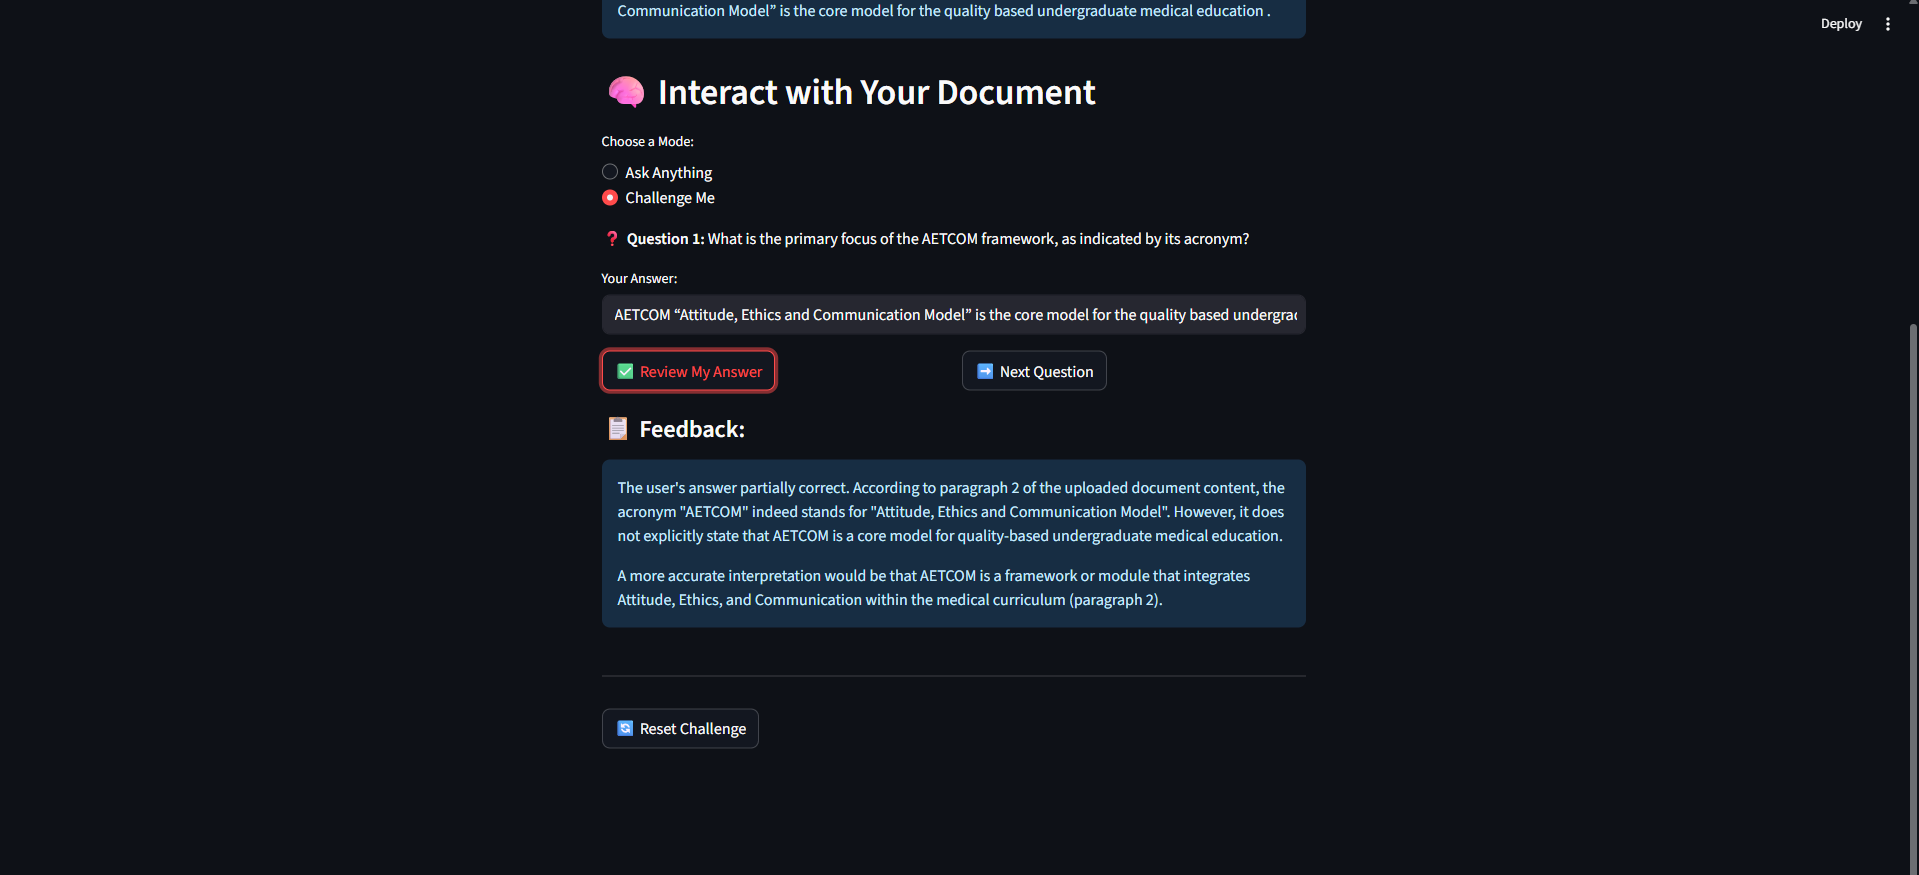 Communication Model” is the core model for the quality based undergraduate medical education .
Deploy
Interact with Your Document
Choose a Mode:
Ask Anything
Challenge Me
❓ Question 1: What is the primary focus of the AETCOM framework, as indicated by its acronym?
Your Answer:
AETCOM “Attitude, Ethics and Communication Model” is the core model for the quality based undergra
Review My Answer
Next Question
Feedback:
The user's answer partially correct. According to paragraph 2 of the uploaded document content, the
acronym "AETCOM" indeed stands for "Attitude, Ethics and Communication Model". However, it does
not explicitly state that AETCOM is a core model for quality-based undergraduate medical education.
A more accurate interpretation would be that AETCOM is a framework or module that integrates
Attitude, Ethics, and Communication within the medical curriculum (paragraph 2).
Reset Challenge